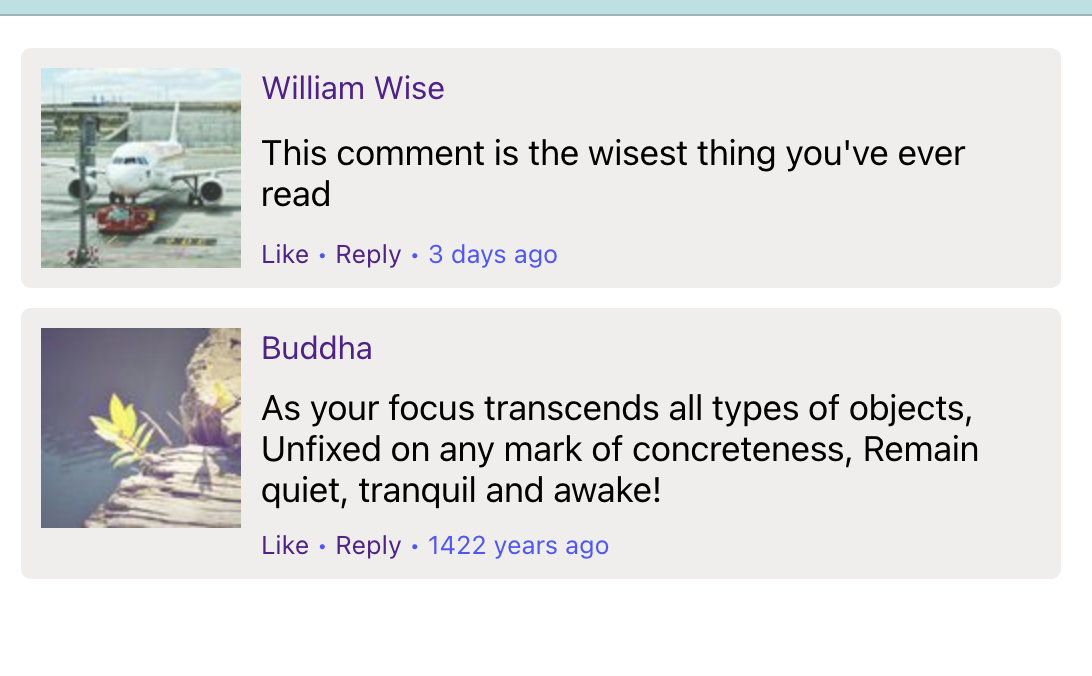 William Wise
This comment is the wisest thing you've ever
read
Like • Reply • 3 days ago
Buddha
As your focus transcends all types of objects,
Unfixed on any mark of concreteness, Remain
quiet, tranquil and awake!
Like • Reply • 1422 years ago